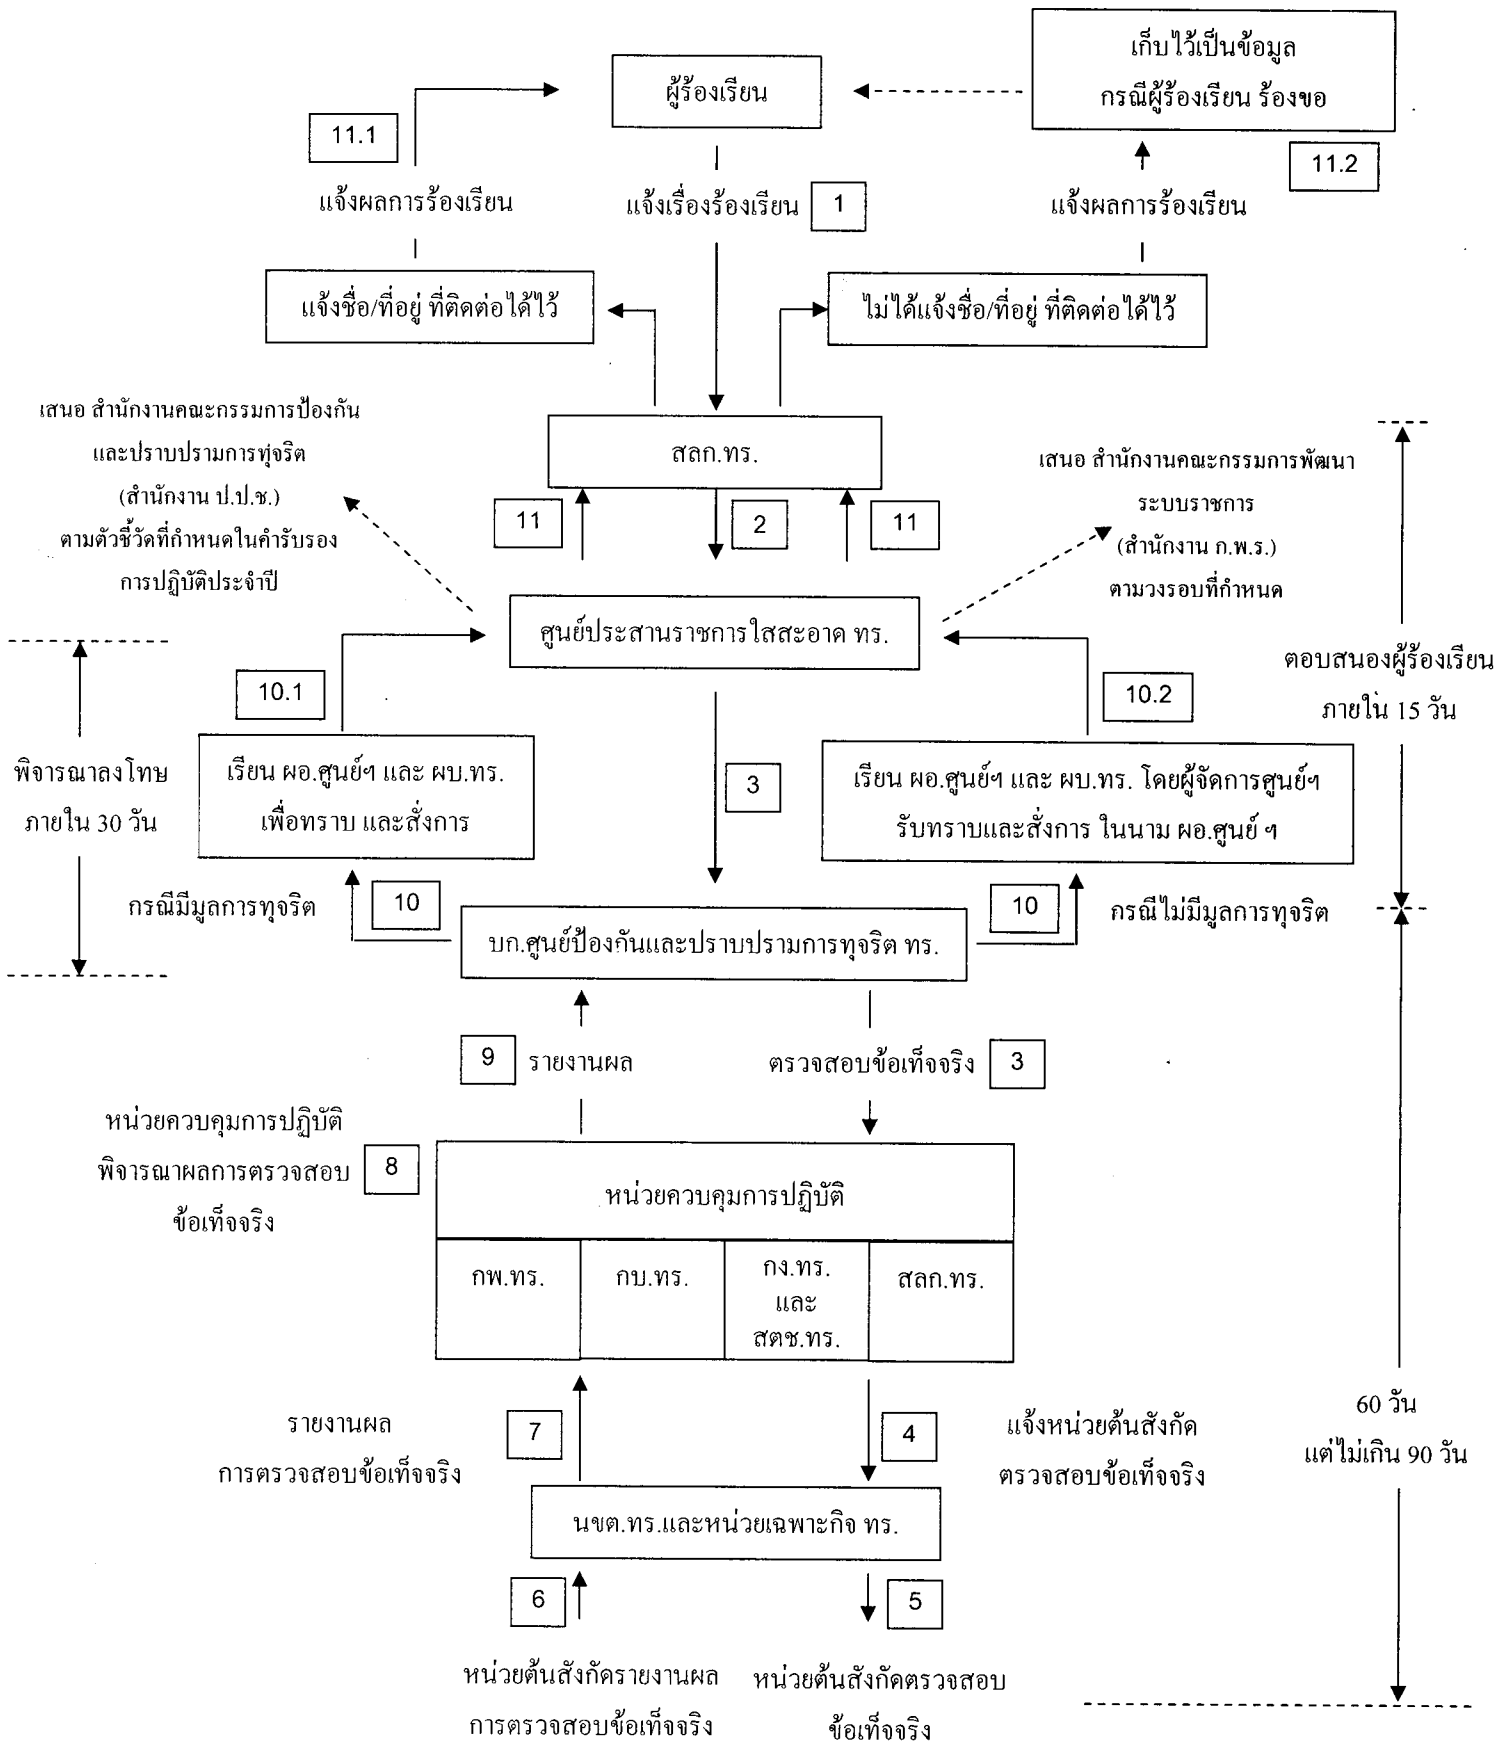 เก็บไว้เป็นข้อมูล
กรณีผู้ร้องเรียน ร้องขอ
ผู้ร้องเรียน
11.1
11.2
แจ้งผลการร้องเรียน
แจ้งเรื่องร้องเรียน
1
แจ้งผลการร้องเรียน
แจ้งชื่อ/ที่อยู่ ที่ติดต่อได้ไว้
ไม่ได้แจ้งชื่อ/ที่อยู่ ที่ติดต่อได้ไว้
เสนอ สำนักงานคณะกรรมการป้องกัน
และปราบปรามการทุจริต
(สำนักงาน ป.ป.ช.)
ตามตัวชี้วัดที่กำหนดในคำรับรอง
การปฏิบัติประจำปี
สลก.ทร.
เสนอ สำนักงานคณะกรรมการพัฒนา
ระบบราชการ
(สำนักงาน ก.พ.ร.)
ตามวงรอบที่กำหนด
11
2
11
ศูนย์ประสานราชการใสสะอาด ทร.
ตอบสนองผู้ร้องเรียน
ภายใน 15 วัน
10.1
10.2
พิจารณาลงโทษ
ภายใน 30 วัน
เรียน ผอ.ศูนย์ฯ และ ผบ.ทร.
เพื่อทราบ และสั่งการ
3
เรียน ผอ.ศูนย์ฯ และ ผบ.ทร. โดยผู้จัดการศูนย์ฯ
รับทราบและสั่งการ ในนาม ผอ.ศูนย์ ฯ
กรณีมีมูลการทุจริต
10
10
กรณีไม่มีมูลการทุจริต
บก.ศูนย์ป้องกันและปราบปรามการทุจริต ทร.
9
รายงานผล
ตรวจสอบข้อเท็จจริง
3
หน่วยควบคุมการปฏิบัติ
พิจารณาผลการตรวจสอบ
ข้อเท็จจริง
8
หน่วยควบคุมการปฏิบัติ
กพ.ทร.
กบ.ทร.
กง.ทร.
และ
สตช.ทร.
สลก.ทร.
รายงานผล
การตรวจสอบข้อเท็จจริง
7
4
แจ้งหน่วยต้นสังกัด
ตรวจสอบข้อเท็จจริง
60 วัน
แต่ไม่เกิน 90 วัน
นขต.ทร.และหน่วยเฉพาะกิจ ทร.
6
5
หน่วยต้นสังกัดรายงานผล
การตรวจสอบข้อเท็จจริง
หน่วยต้นสังกัดตรวจสอบ
ข้อเท็จจริง